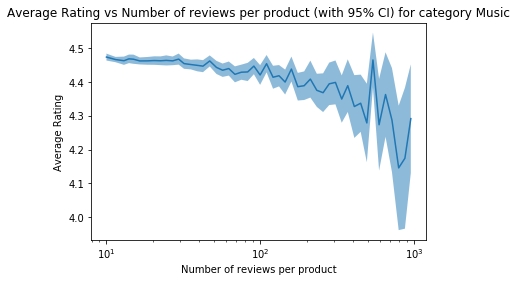 Average Rating vs Number of reviews per product (with 95% CI) for category Music
Average Rating
4.5
4.4
4.3
4.2
4.1
4.0
10¹ 10² 10³
Number of reviews per product